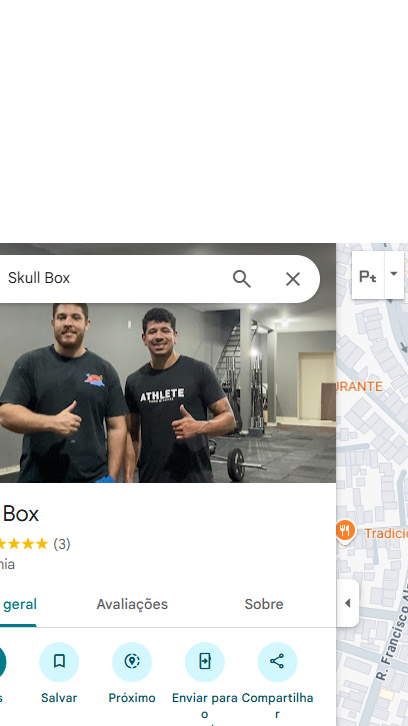 Skull Box
Pt
ATHLETE
URANTE
Box
(3)
nia
Tradicio
geral
Avaliações
Sobre
R. Francisco Al
s
Salvar
Próximo
Enviar para o
Compartilhar